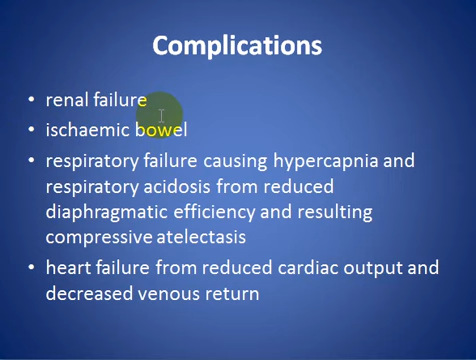 Complications
• renal failure
• ischaemic bowel
• respiratory failure causing hypercapnia and
respiratory acidosis from reduced
diaphragmatic efficiency and resulting
compressive atelectasis
• heart failure from reduced cardiac output and
decreased venous return